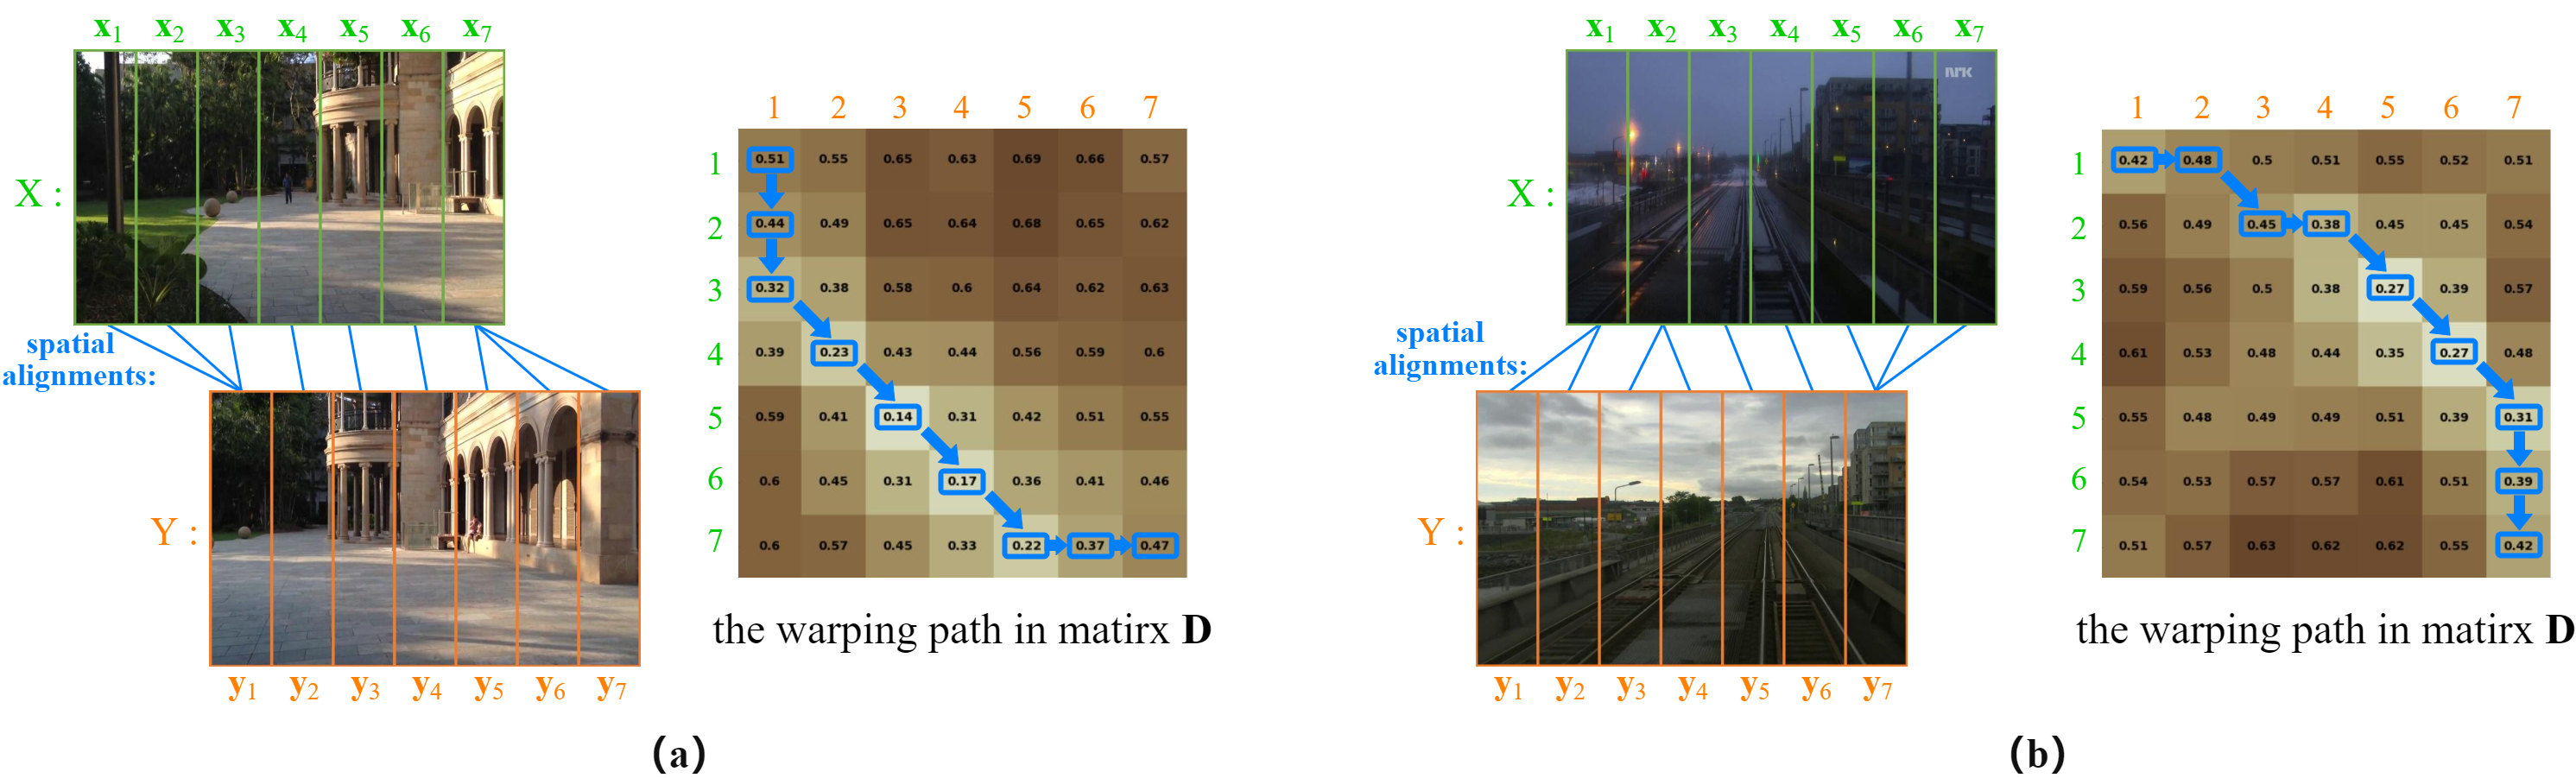 x1 x2 x3 x4 x5 x6 x7
X :
spatial
alignments:
Y :
y1 y2 y3 y4 y5 y6 y7
1 2 3 4 5 6 7
1 0.51 0.55 0.65 0.63 0.69 0.66 0.57
2 0.44 0.49 0.65 0.64 0.68 0.65 0.62
3 0.32 0.38 0.58 0.6 0.64 0.62 0.63
4 0.39 0.23 0.43 0.44 0.56 0.59 0.6
5 0.59 0.41 0.14 0.31 0.42 0.51 0.55
6 0.6 0.45 0.31 0.17 0.36 0.41 0.46
7 0.6 0.57 0.45 0.33 0.22 0.37 0.47
the warping path in matirx D
(a)
x1 x2 x3 x4 x5 x6 x7
nrk
X :
spatial
alignments:
Y :
y1 y2 y3 y4 y5 y6 y7
1 2 3 4 5 6 7
1 0.42 0.48 0.5 0.51 0.55 0.52 0.51
2 0.56 0.49 0.45 0.38 0.45 0.45 0.54
3 0.59 0.56 0.5 0.38 0.27 0.39 0.57
4 0.61 0.53 0.48 0.44 0.35 0.27 0.48
5 0.55 0.48 0.49 0.49 0.51 0.39 0.31
6 0.54 0.53 0.57 0.57 0.61 0.51 0.39
7 0.51 0.57 0.63 0.62 0.62 0.55 0.42
the warping path in matirx D
(b)